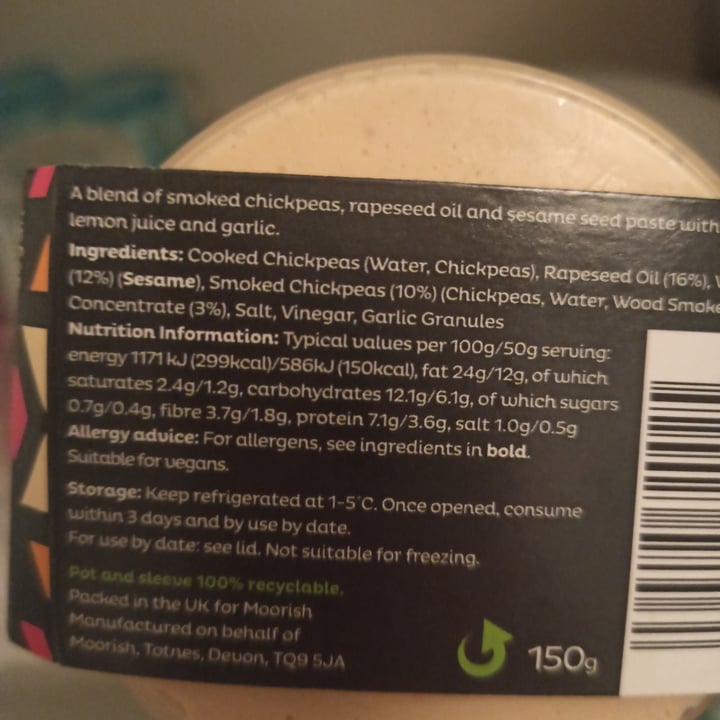 A blend of smoked chickpeas, rapeseed oil and sesame seed paste with
lemon juice and garlic.
Ingredients: Cooked Chickpeas (Water, Chickpeas), Rapeseed Oil (16%),
(12%) (Sesame), Smoked Chickpeas (10%) (Chickpeas, Water, Wood Smoke
Concentrate (3%), Salt, Vinegar, Garlic Granules
Nutrition Information: Typical values per 100g/50g serving:
energy 1171 kJ (299kcal)/586kJ (150kcal), fat 24g/12g, of which
saturates 2.4g/1.2g, carbohydrates 12.1g/6.1g, of which sugars
0.7g/0.4g, fibre 3.7g/1.8g, protein 7.1g/3.6g, salt 1.0g/0.5g
Allergy advice: For allergens, see ingredients in bold.
Suitable for vegans.
Storage: Keep refrigerated at 1-5°C. Once opened, consume
within 3 days and by use by date.
For use by date: see lid. Not suitable for freezing.
Pot and sleeve 100% recyclable.
Packed in the UK for Moorish
Manufactured on behalf of
Moorish, Totnes, Devon, TQ9 5JA
150g